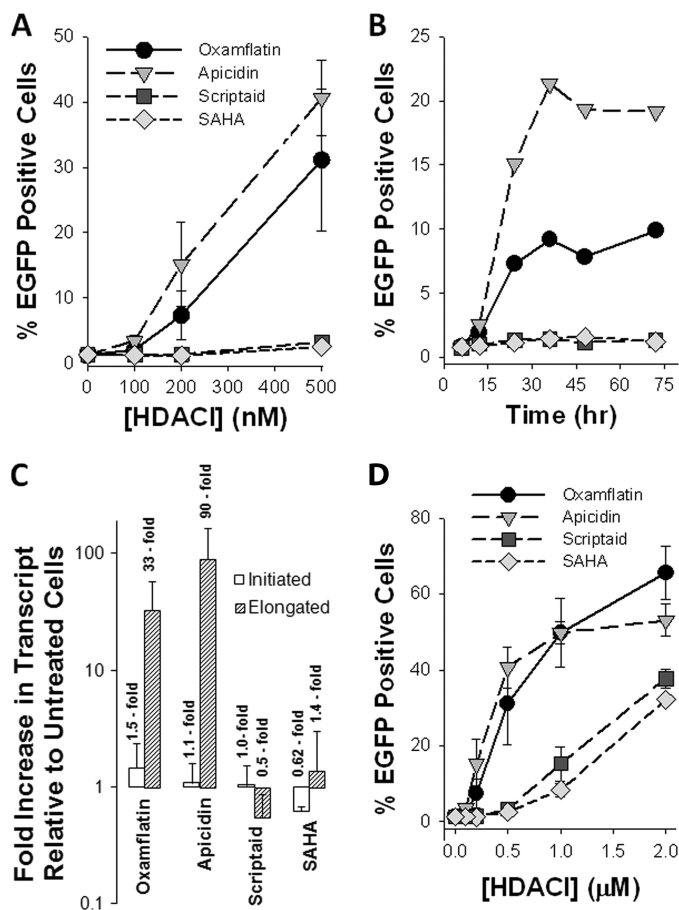 A
% EGFP Positive Cells
50
40
30
20
10
0
Oxamflatin
Apicidin
Scriptaid
SAHA
0 100 200 300 400 500
[HDACI] (nM)
B
% EGFP Positive Cells
25
20
15
10
5
0
0 15 30 45 60 75
Time (hr)
C
Fold Increase in Transcript
Relative to Untreated Cells
100
10
1
0.1
1.5 - fold
33 - fold
1.1 - fold
90 - fold
1.0 - fold
0.5 - fold
0.62 - fold
1.4 - fold
Initiated
Elongated
Oxamflatin
Apicidin
Scriptaid
SAHA
D
Oxamflatin
Apicidin
Scriptaid
SAHA
% EGFP Positive Cells
80
60
40
20
0
0.0 0.5 1.0 2.0
[HDACI] (μM)